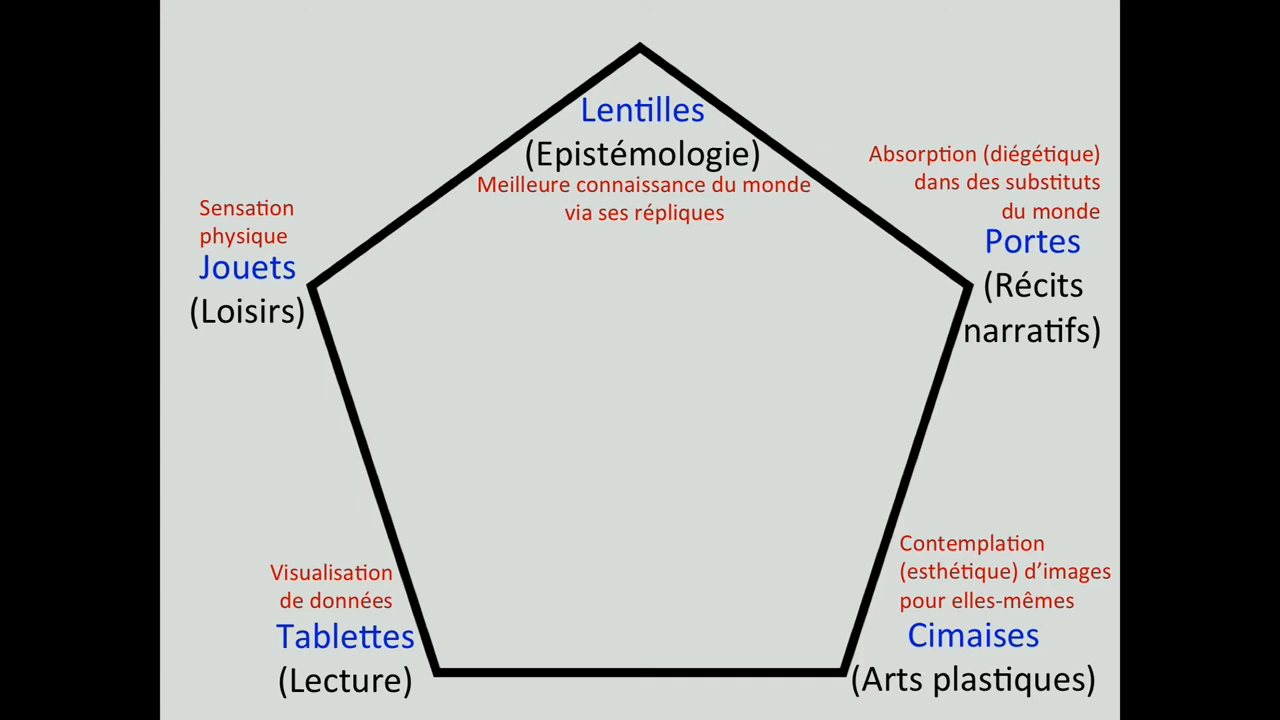 Lentilles
(Epistémologie)
Meilleure connaissance du monde
via ses répliques
Absorption (diégétique)
dans des substituts
du monde
Portes
(Récits
narratifs)
Sensation
physique
Jouets
(Loisirs)
Visualisation
de données
Tablettes
(Lecture)
Contemplation
(esthétique) d’images
pour elles-mêmes
Cimaises
(Arts plastiques)